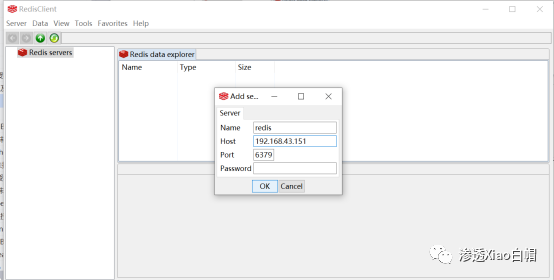 RedisClient
Server Data View Tools Favorites Help
Redis servers
Redis data explorer
Name Type Size
Add se...
Server
Name redis
Host 192.168.43.151
Port 6379
Password
OK Cancel
渗透Xiao白帽